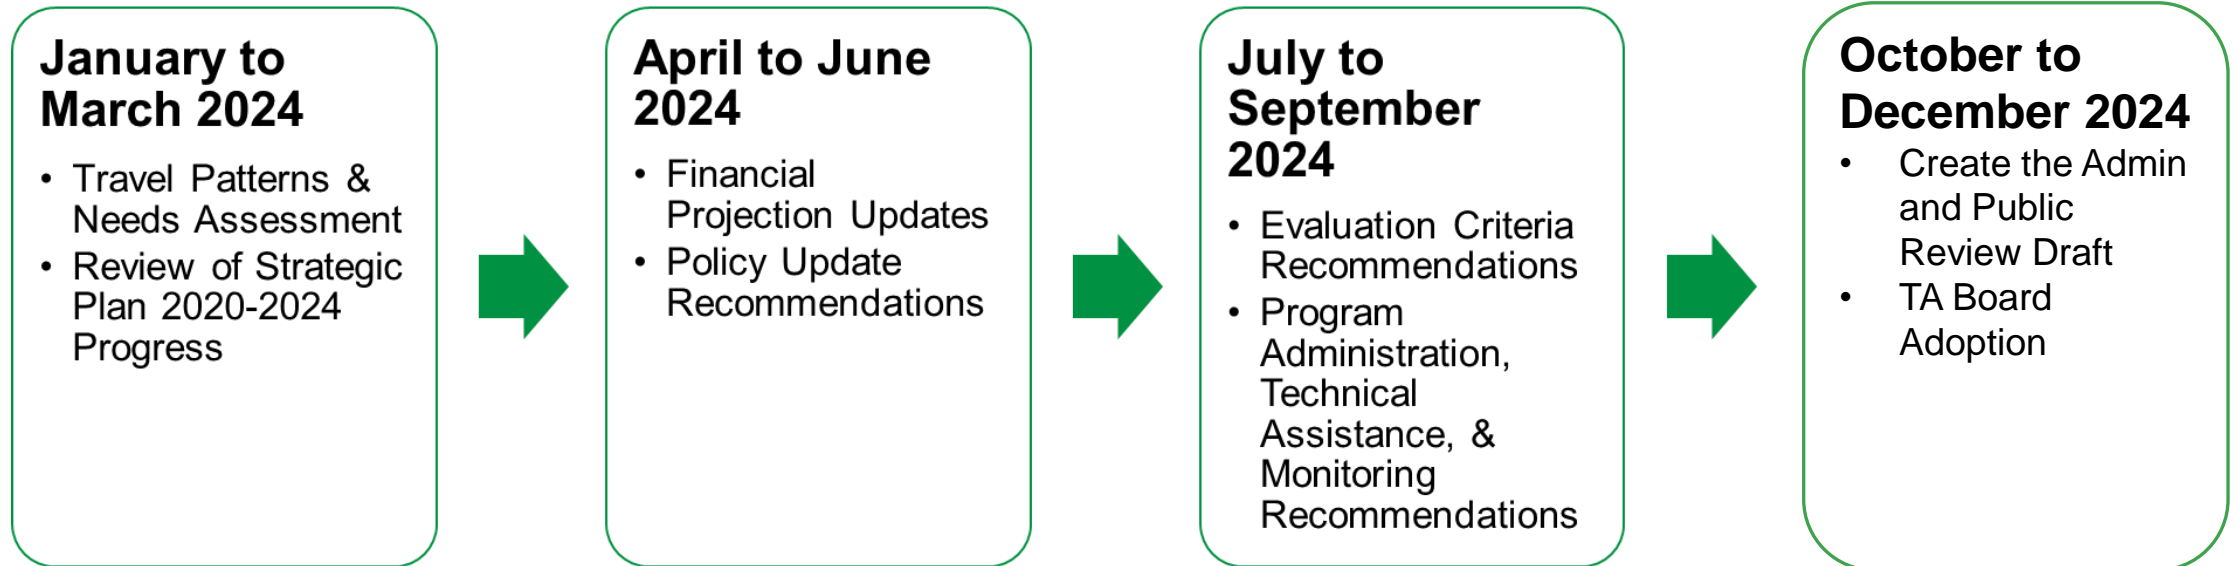 January to
March 2024
• Travel Patterns &
Needs Assessment
• Review of Strategic
Plan 2020-2024
Progress
April to June
2024
• Financial
Projection Updates
• Policy Update
Recommendations
July to
September
2024
• Evaluation Criteria
Recommendations
• Program
Administration,
Technical
Assistance, &
Monitoring
Recommendations
October to
December 2024
• Create the Admin
and Public
Review Draft
• TA Board
Adoption